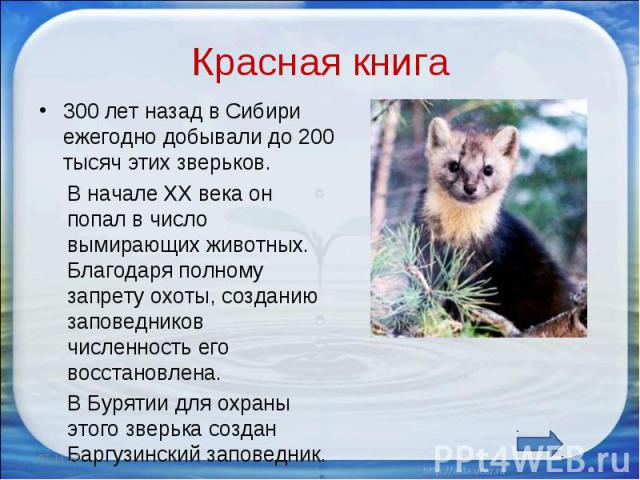 Красная книга
• 300 лет назад в Сибири
ежегодно добывали до 200
тысяч этих зверьков.
В начале XX века он
попал в число
вымирающих животных.
Благодаря полному
запрету охоты, созданию
заповедников
численность его
восстановлена.
В Бурятии для охраны
этого зверька создан
Баргузинский заповедник.
PPt4WEB.ru